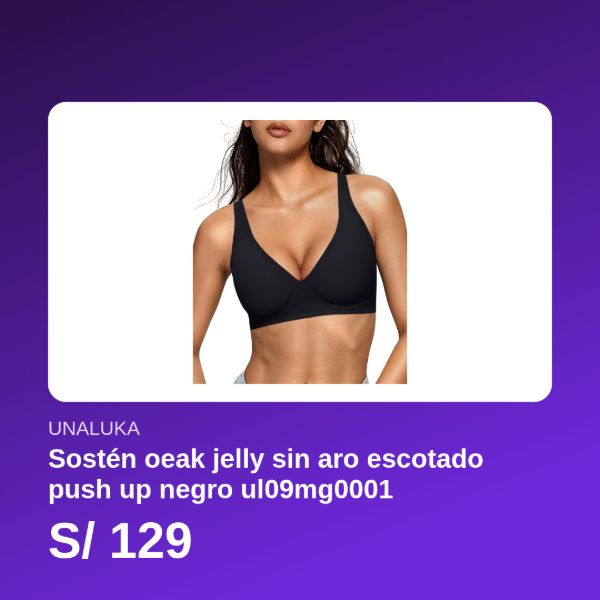 UNALUKA
Sostén oeak jelly sin aro escotado
push up negro ul09mg0001
S/ 129